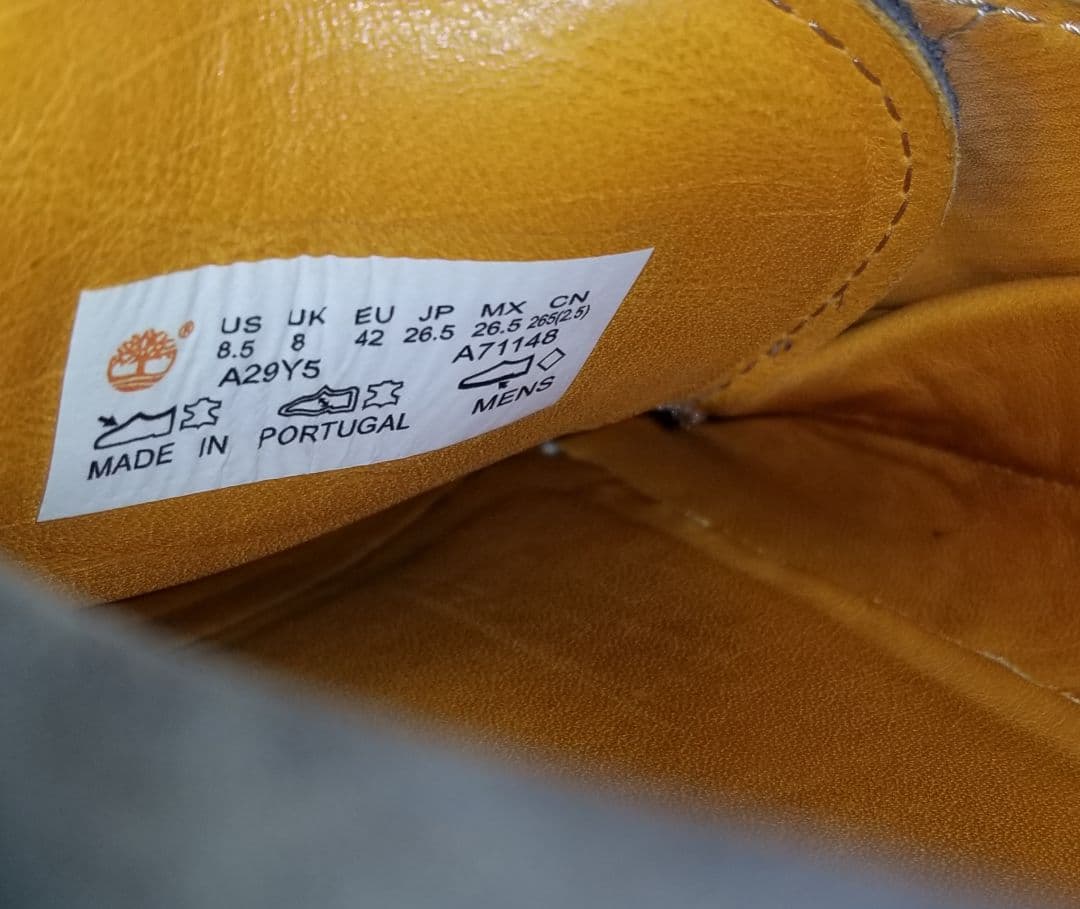 ®
US UK EU JP MX CN
8.5 8 42 26.5 26.5 265(2.5)
A29Y5 A71148
MADE IN PORTUGAL MENS